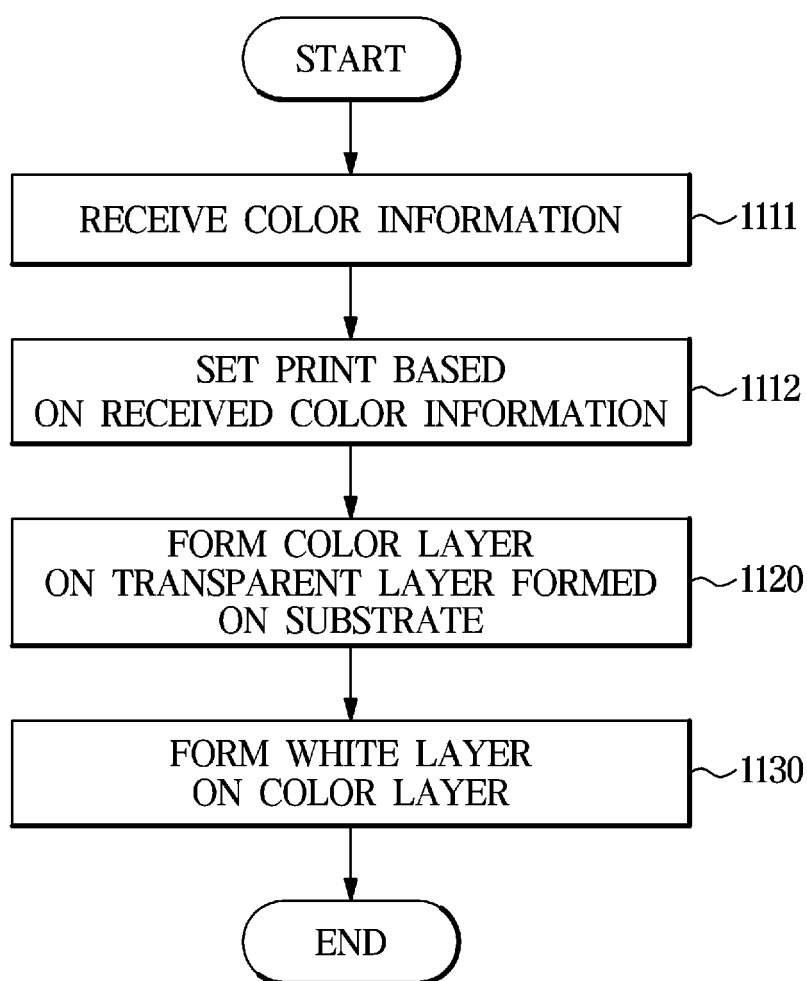 START
RECEIVE COLOR INFORMATION
1111
SET PRINT BASED
ON RECEIVED COLOR INFORMATION
1112
FORM COLOR LAYER
ON TRANSPARENT LAYER FORMED
ON SUBSTRATE
1120
FORM WHITE LAYER
ON COLOR LAYER
1130
END